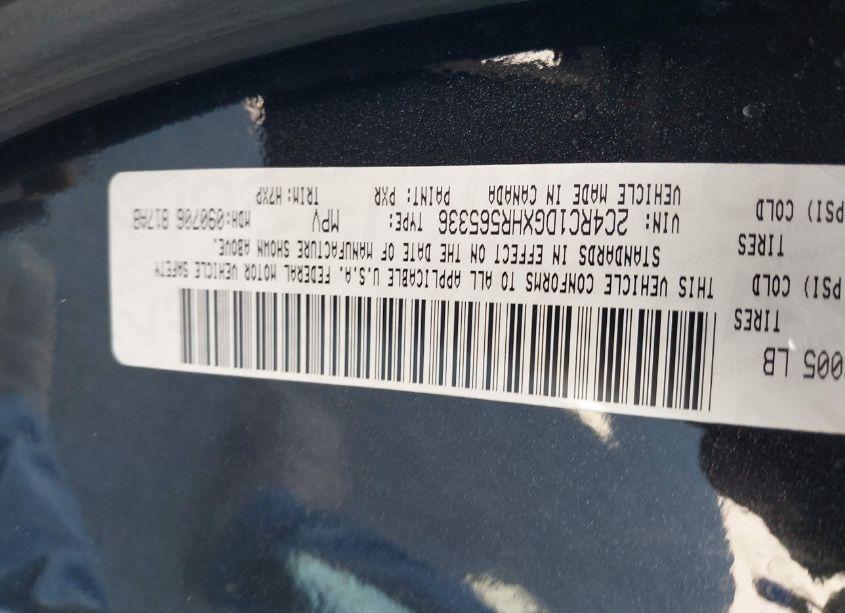 005 LB
TIRES
PSI) COLD
TIRES
PSI) COLD
THIS VEHICLE CONFORMS TO ALL APPLICABLE U.S.A. FEDERAL MOTOR VEHICLE SAFETY
STANDARDS IN EFFECT ON THE DATE OF MANUFACTURE SHOWN ABOVE.
VIN: 2C4RC1DGXHR565336 TYPE: MPV MDH: 090706 817AB
VEHICLE MADE IN CANADA PAINT: PXR TRIM: H7XP